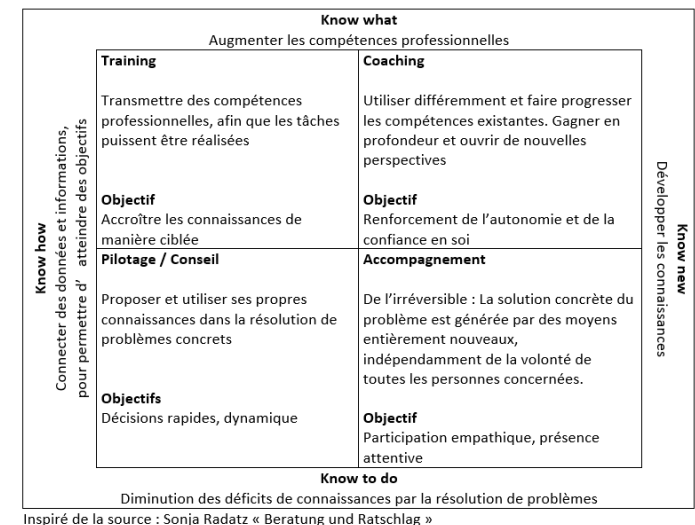 Know what
Augmenter les compétences professionnelles
Know how
Connecter des données et informations,
pour permettre d’ atteindre des objectifs
Training
Transmettre des compétences
professionnelles, afin que les tâches
puissent être réalisées
Objectif
Accroître les connaissances de
manière ciblée
Coaching
Utiliser différemment et faire progresser
les compétences existantes. Gagner en
profondeur et ouvrir de nouvelles
perspectives
Objectif
Renforcement de l’autonomie et de la
confiance en soi
Pilotage / Conseil
Proposer et utiliser ses propres
connaissances dans la résolution de
problèmes concrets
Objectifs
Décisions rapides, dynamique
Accompagnement
De l’irréversible : La solution concrète du
problème est générée par des moyens
entièrement nouveaux,
indépendamment de la volonté de
toutes les personnes concernées.
Objectif
Participation empathique, présence
attentive
Know new
Développer les connaissances
Know to do
Diminution des déficits de connaissances par la résolution de problèmes
Inspiré de la source : Sonja Radatz « Beratung und Ratschlag »